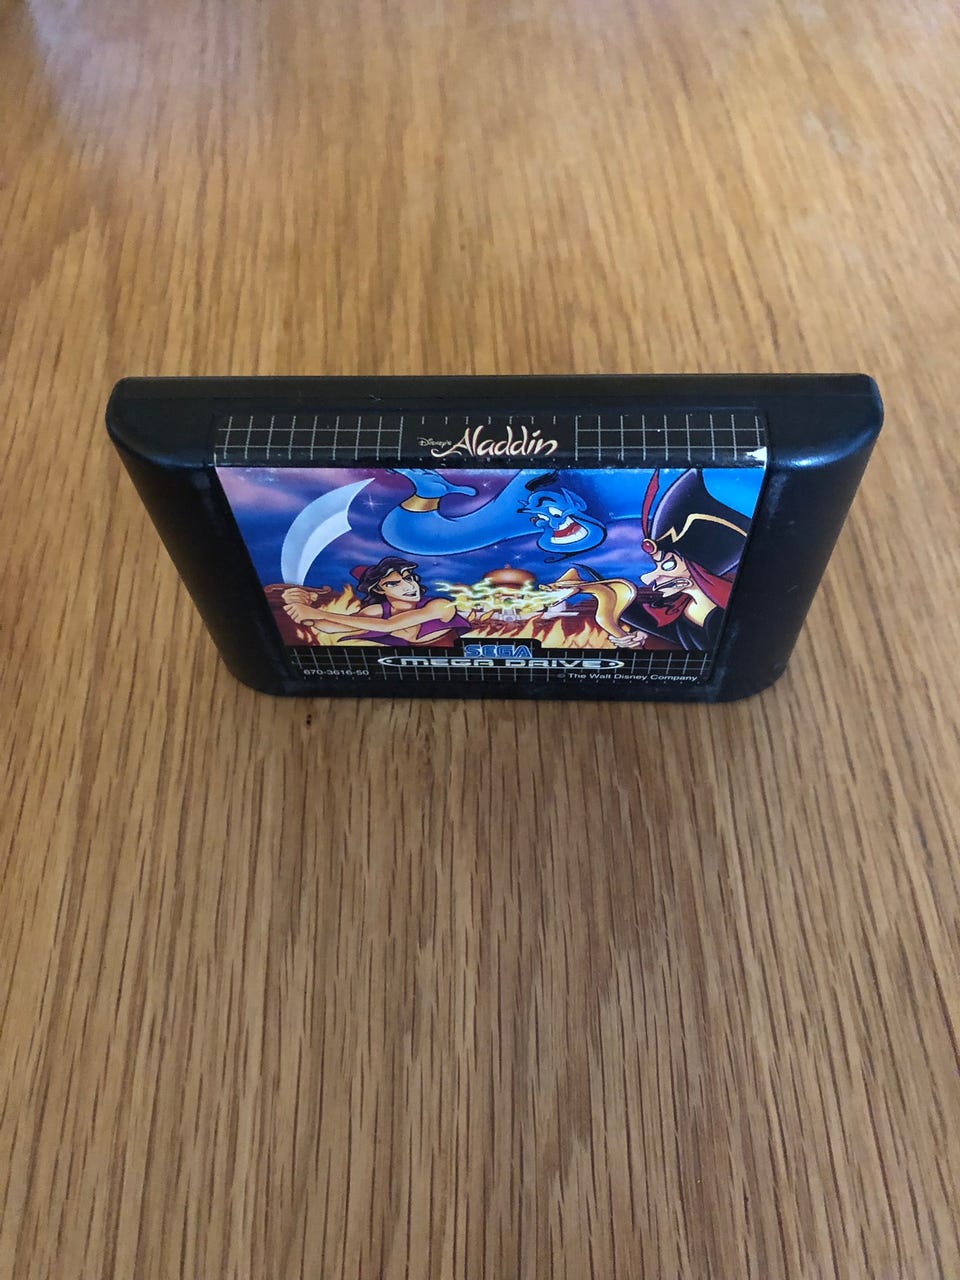 Disney's Aladdin
SEGA
MEGA DRIVE
670-3616-50
© The Walt Disney Company